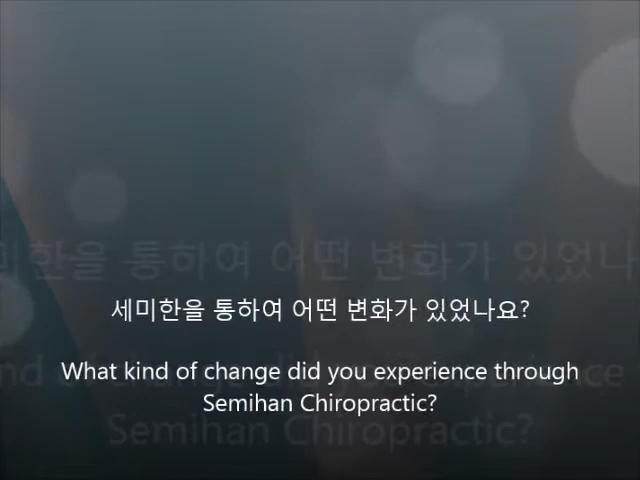 세미한을 통하여 어떤 변화가 있었나요?
What kind of change did you experience through
Semihan Chiropractic?